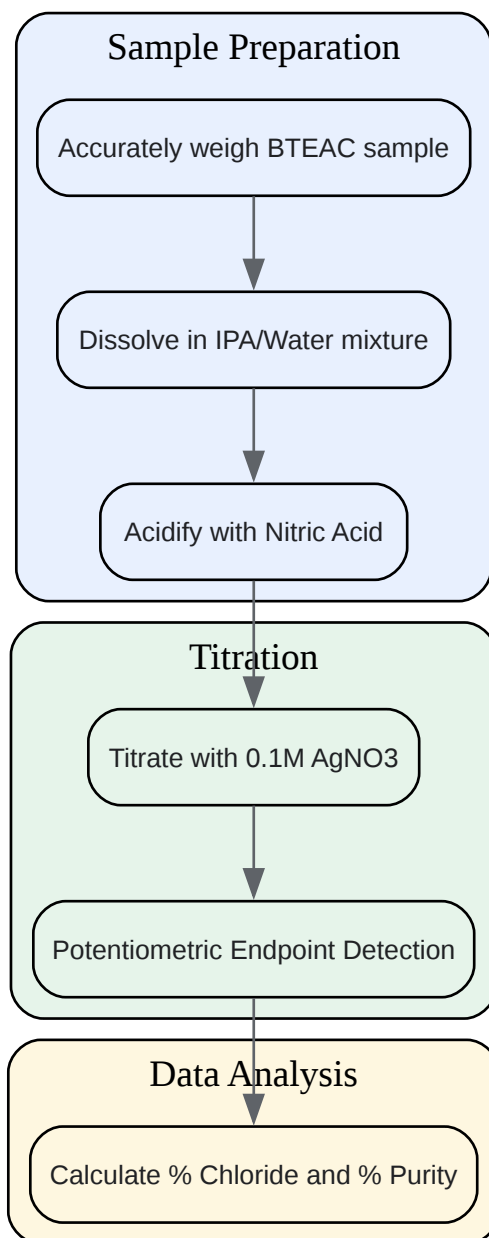 Sample Preparation
Accurately weigh BTEAC sample
Dissolve in IPA/Water mixture
Acidify with Nitric Acid
Titration
Titrate with 0.1M AgNO3
Potentiometric Endpoint Detection
Data Analysis
Calculate % Chloride and % Purity